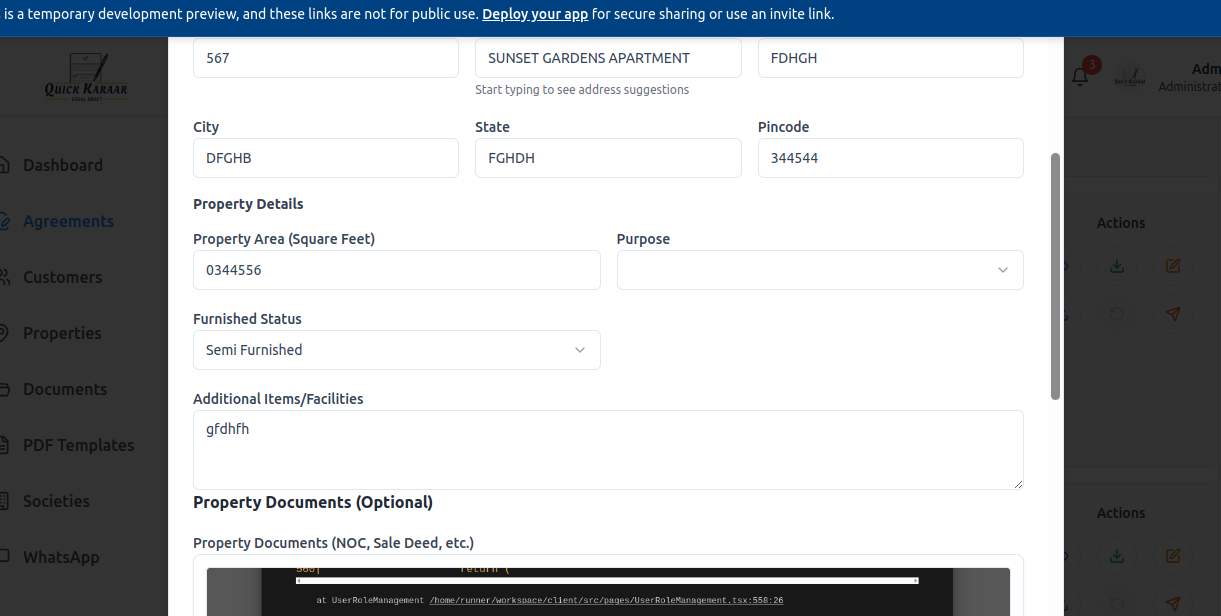 is a temporary development preview, and these links are not for public use. Deploy your app for secure sharing or use an invite link.
567 SUNSET GARDENS APARTMENT FDHGH
Start typing to see address suggestions
QUICK KARAAR
LEGAL DRAFT
3
Adm
Administrat
City State Pincode
DFGHB FGHDH 344544
Dashboard
Property Details
Agreements
Actions
Property Area (Square Feet) Purpose
0344556
Customers
Furnished Status
Properties
Semi Furnished
Documents
Additional Items/Facilities
gfdhfh
PDF Templates
Societies
Property Documents (Optional)
Actions
Property Documents (NOC, Sale Deed, etc.)
WhatsApp
560| return (
at UserRoleManagement /home/runner/workspace/client/src/pages/UserRoleManagement.tsx:558:26